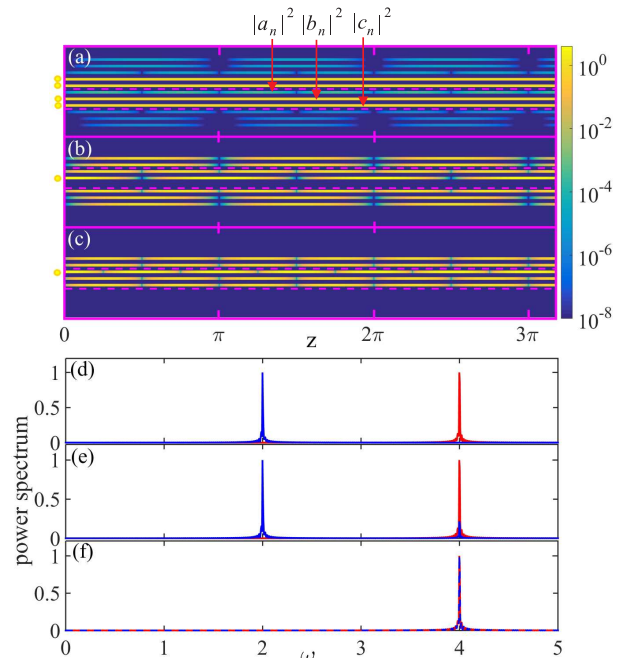 |a_n|^2 |b_n|^2 |c_n|^2
(a)
10^0
10^-2
(b)
10^-4
(c)
10^-6
10^-8
0 π 2π 3π
z
(d)
1
0.5
0
(e)
1
0.5
0
(f)
1
0.5
0
power spectrum
0 1 2 3 4 5